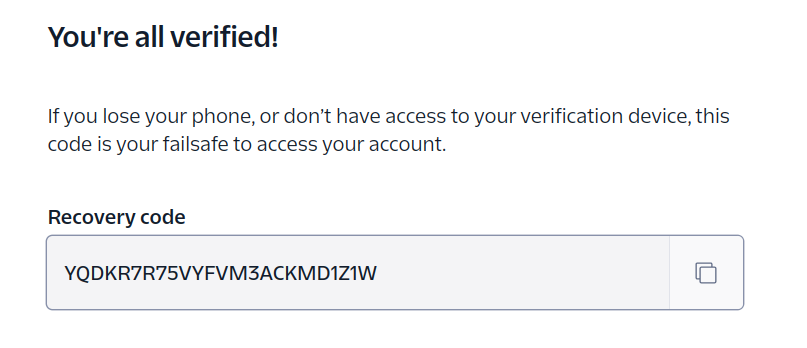 You're all verified!
If you lose your phone, or don’t have access to your verification device, this
code is your failsafe to access your account.
Recovery code
YQDKR7R75VYFVM3ACKMD1Z1W